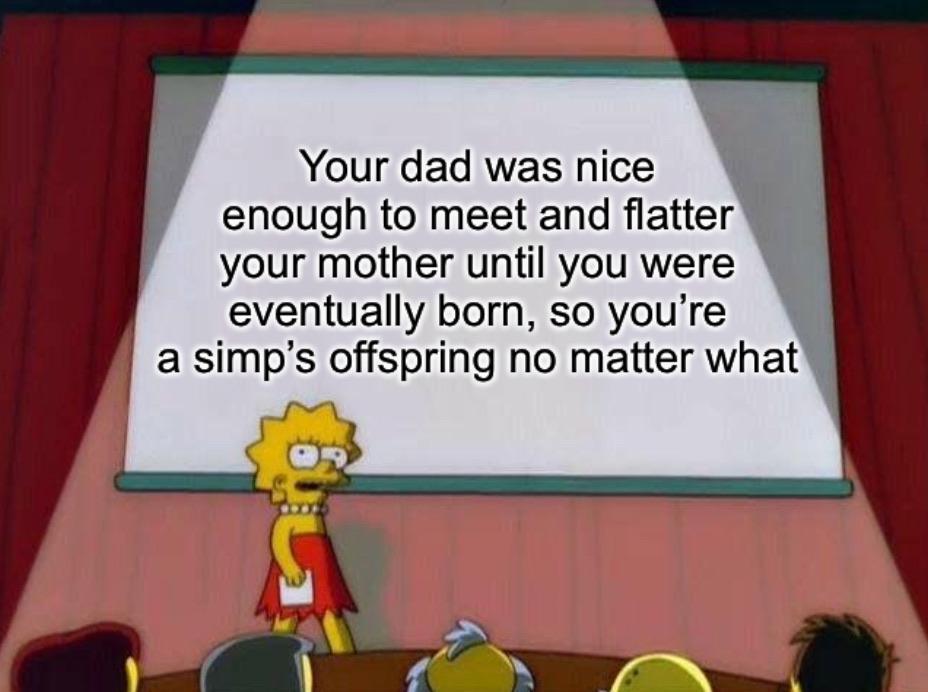 Your dad was nice
enough to meet and flatter
your mother until you were
eventually born, so you’re
a simp’s offspring no matter what